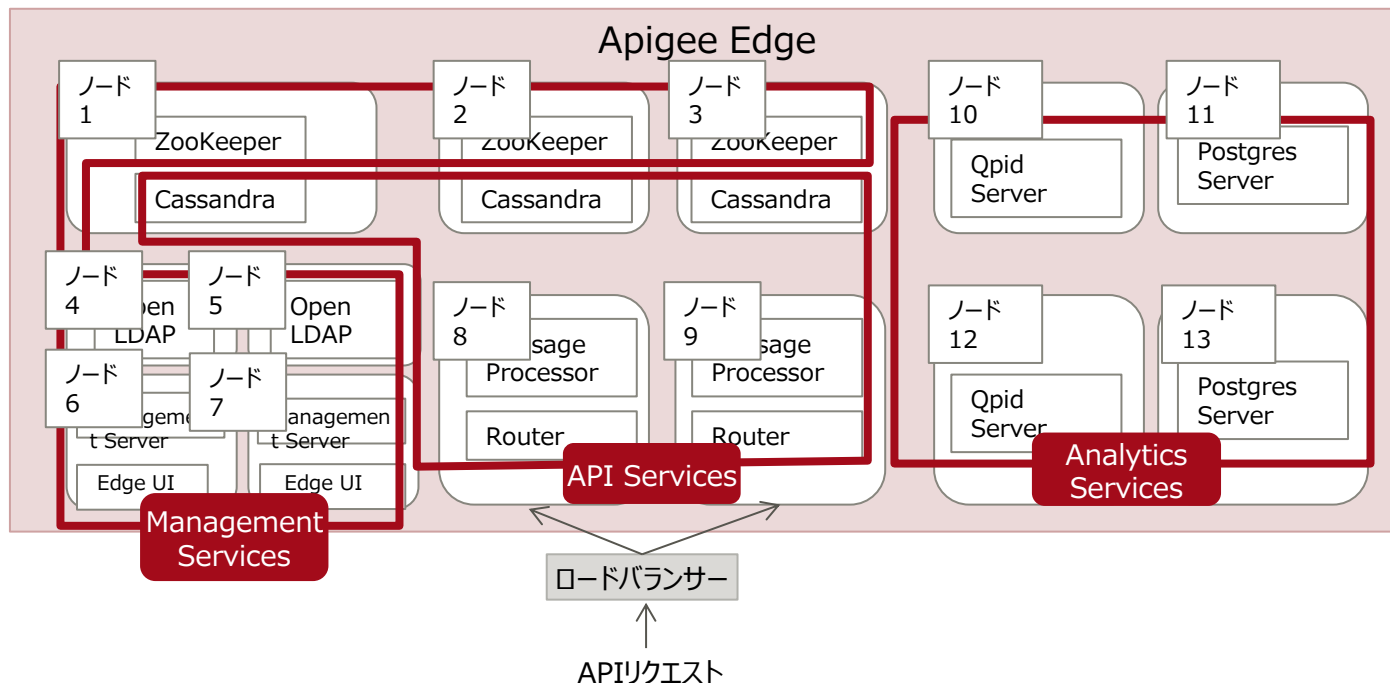 Apigee Edge
ノード
1
ZooKeeper
Cassandra
ノード
2
ZooKeeper
Cassandra
ノード
3
ZooKeeper
Cassandra
ノード
10
Qpid
Server
ノード
11
Postgres
Server
ノード
4
Open
LDAP
ノード
5
Open
LDAP
ノード
6
t Server
Edge UI
ノード
7
anagemen
t Server
Edge UI
Management
Services
ノード
8
sage
Processor
Router
ノード
9
sage
Processor
Router
API Services
ノード
12
Qpid
Server
ノード
13
Postgres
Server
Analytics
Services
ロードバランサー
APIリクエスト